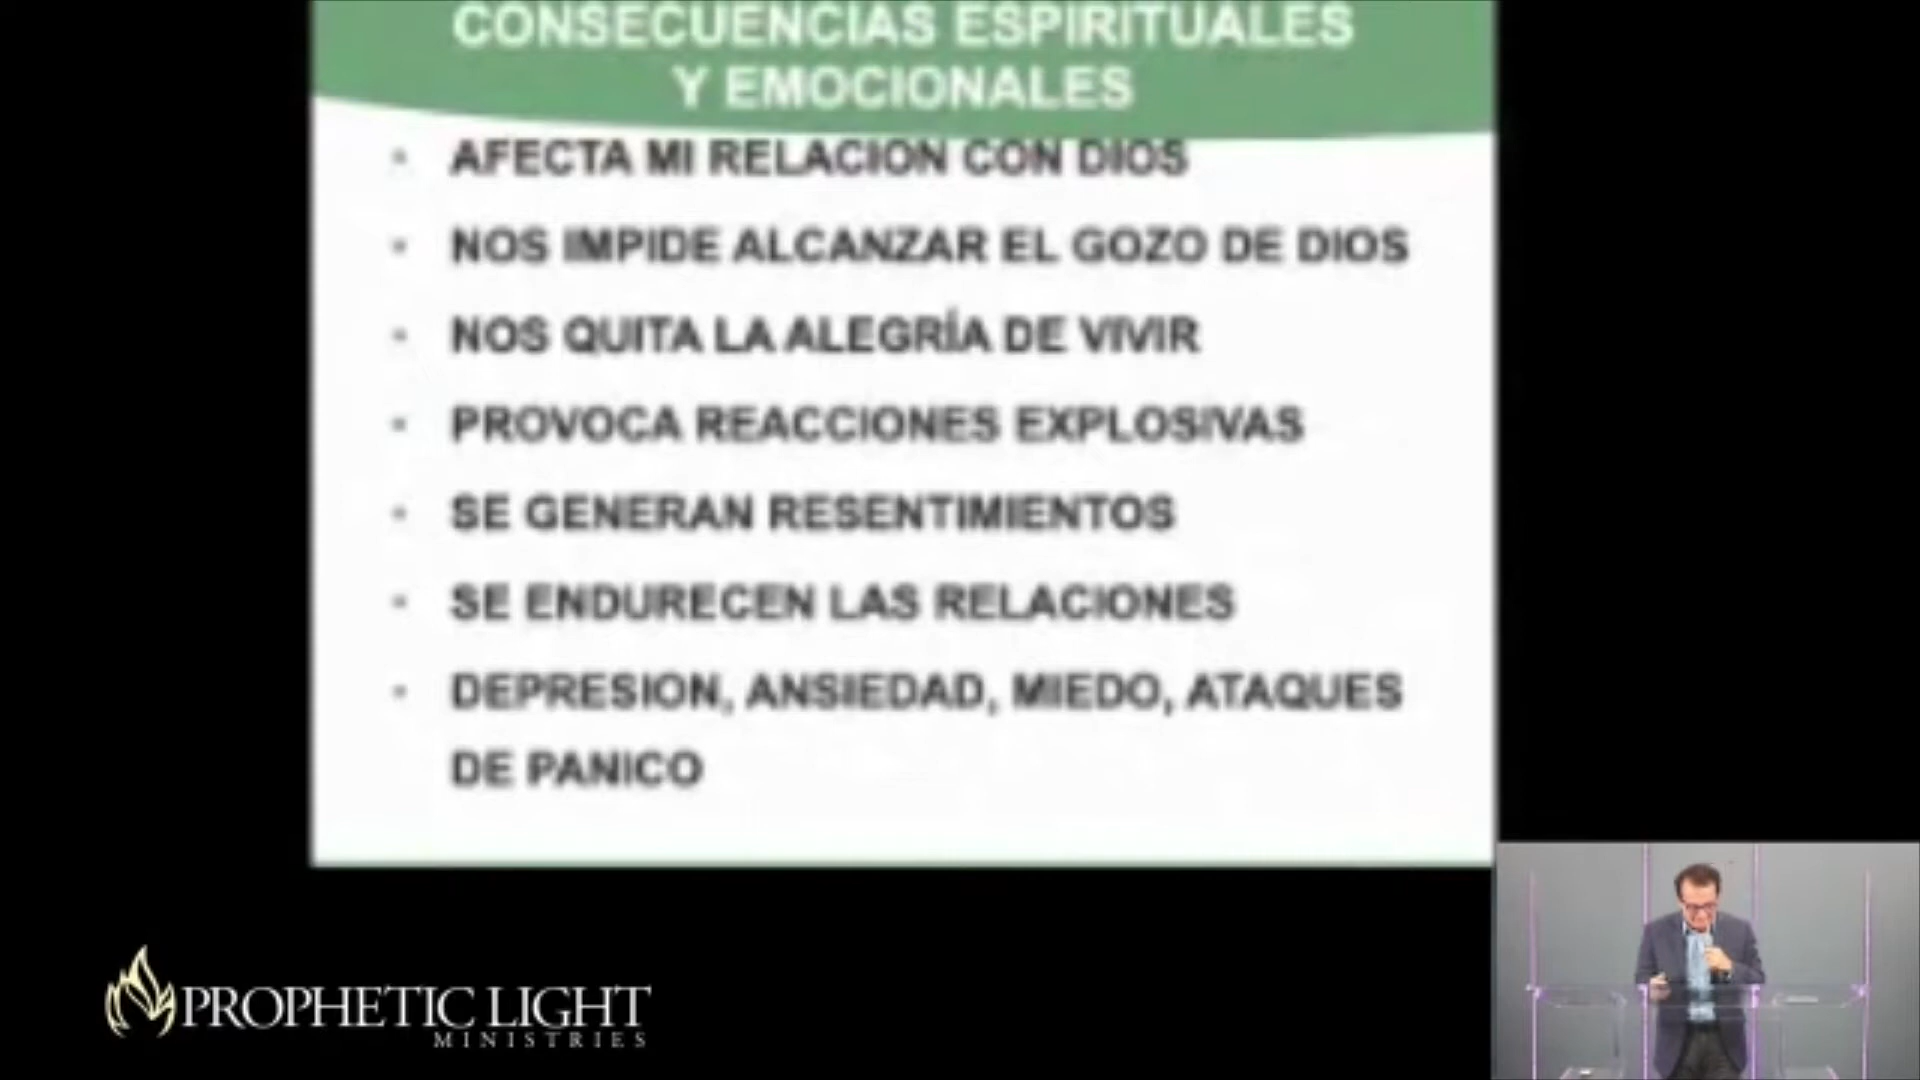 CONSECUENCIAS ESPIRITUALES
Y EMOCIONALES
• AFECTA MI RELACION CON DIOS
• NOS IMPIDE ALCANZAR EL GOZO DE DIOS
• NOS QUITA LA ALEGRÍA DE VIVIR
• PROVOCA REACCIONES EXPLOSIVAS
• SE GENERAN RESENTIMIENTOS
• SE ENDURECEN LAS RELACIONES
• DEPRESION, ANSIEDAD, MIEDO, ATAQUES
DE PANICO
PROPHETIC LIGHT
MINISTRIES